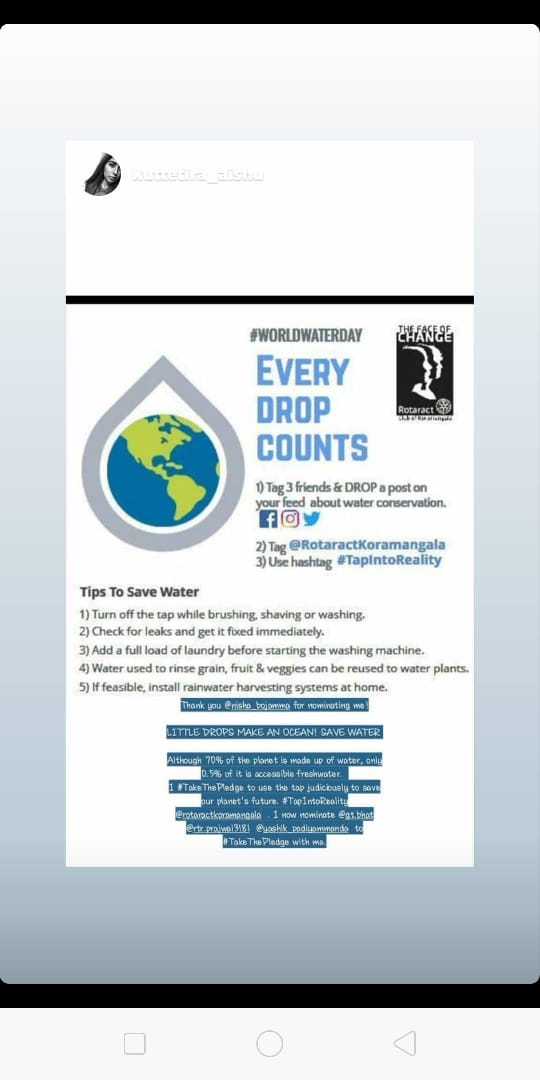 kuttetira_aishu
#WORLDWATERDAY
EVERY
DROP
COUNTS
THE FACE OF
CHANGE
Rotaract
Club of Koramangala
1) Tag 3 friends & DROP a post on
your feed about water conservation.
2) Tag @RotaractKoramangala
3) Use hashtag #TapIntoReality
Tips To Save Water
1) Turn off the tap while brushing, shaving or washing.
2) Check for leaks and get it fixed immediately.
3) Add a full load of laundry before starting the washing machine.
4) Water used to rinse grain, fruit & veggies can be reused to water plants.
5) If feasible, install rainwater harvesting systems at home.
Thank you @nisha_bojamma for nominating me!
LITTLE DROPS MAKE AN OCEAN! SAVE WATER
Although 70% of the planet is made up of water, only
0.5% of it is accessible freshwater.
I #TakeThePledge to use the tap judiciously to save
our planet's future. #TapIntoReality
@rotaractkoramangala . I now nominate @gt.bhat
@rtr.prajwal3181 @yashik_padiyammanda to
#TakeThePledge with me.